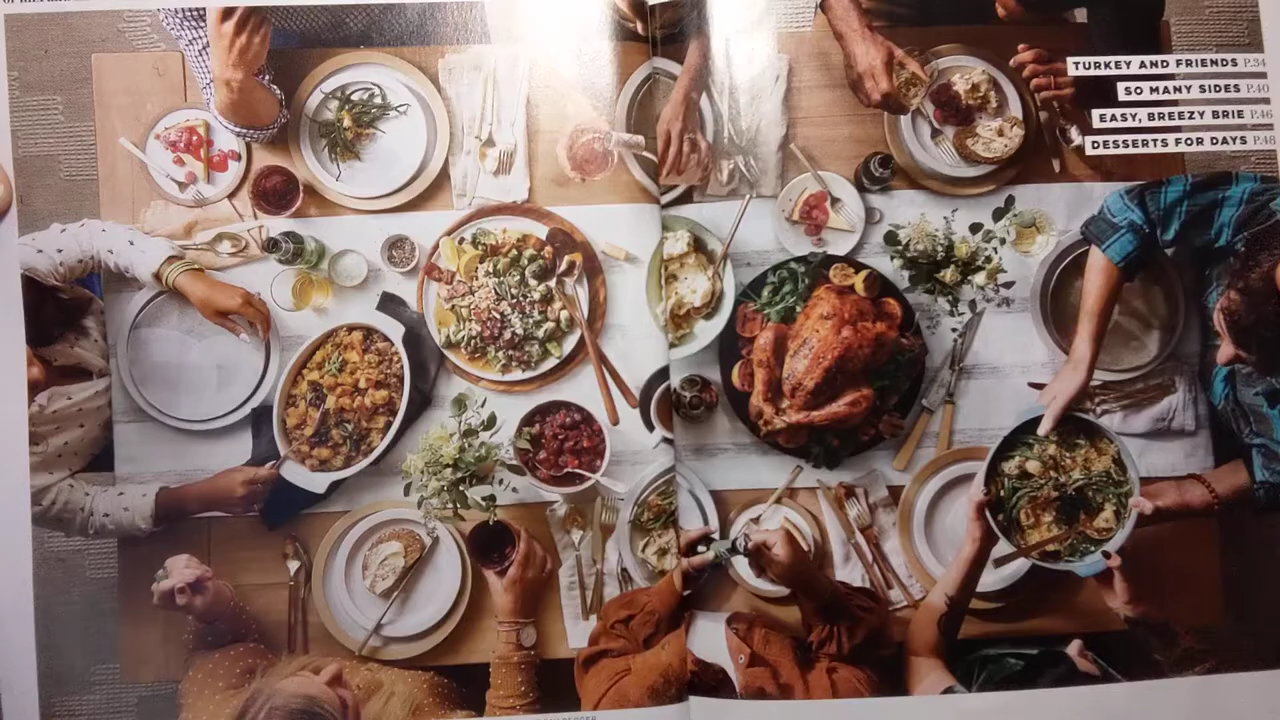 TURKEY AND FRIENDS P.34
SO MANY SIDES P.40
EASY, BREEZY BRIE P.46
DESSERTS FOR DAYS P.48